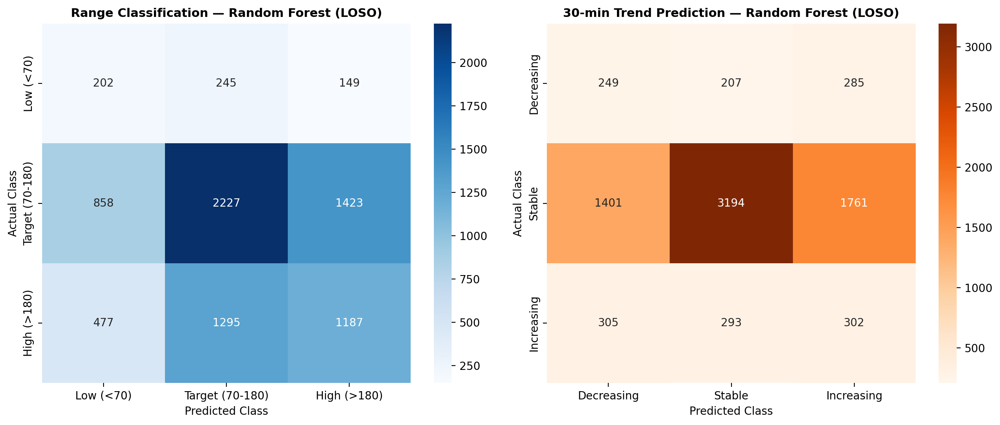 Range Classification — Random Forest (LOSO)
Actual Class
Low (<70)
Target (70-180)
High (>180)
202 245 149
858 2227 1423
477 1295 1187
Low (<70) Target (70-180) High (>180)
Predicted Class
2000
1750
1500
1250
1000
750
500
250
30-min Trend Prediction — Random Forest (LOSO)
Actual Class
Decreasing
Stable
Increasing
249 207 285
1401 3194 1761
305 293 302
Decreasing Stable Increasing
Predicted Class
3000
2500
2000
1500
1000
500